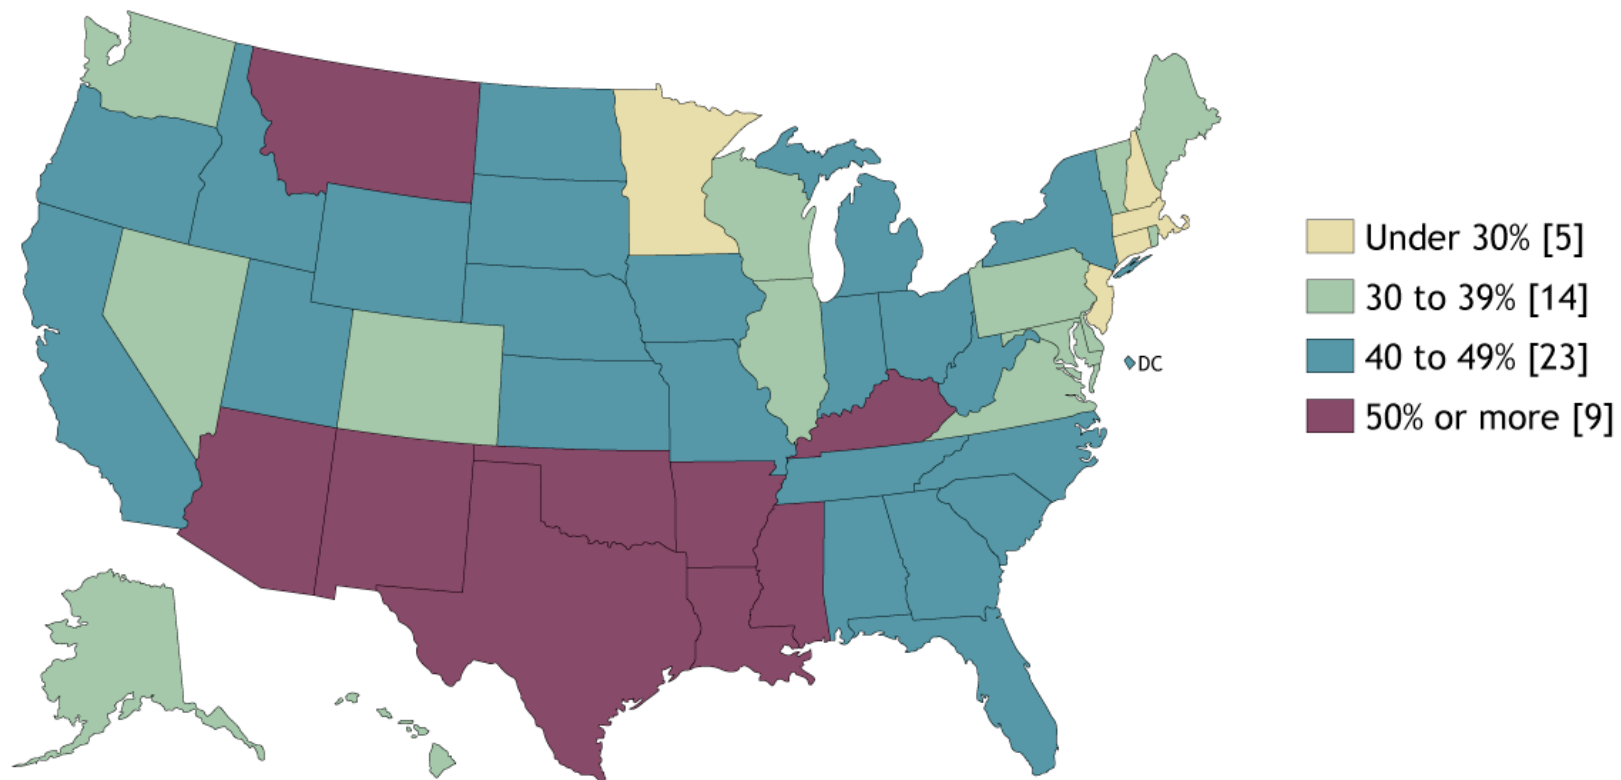 Under 30% [5]
30 to 39% [14]
40 to 49% [23]
50% or more [9]
DC